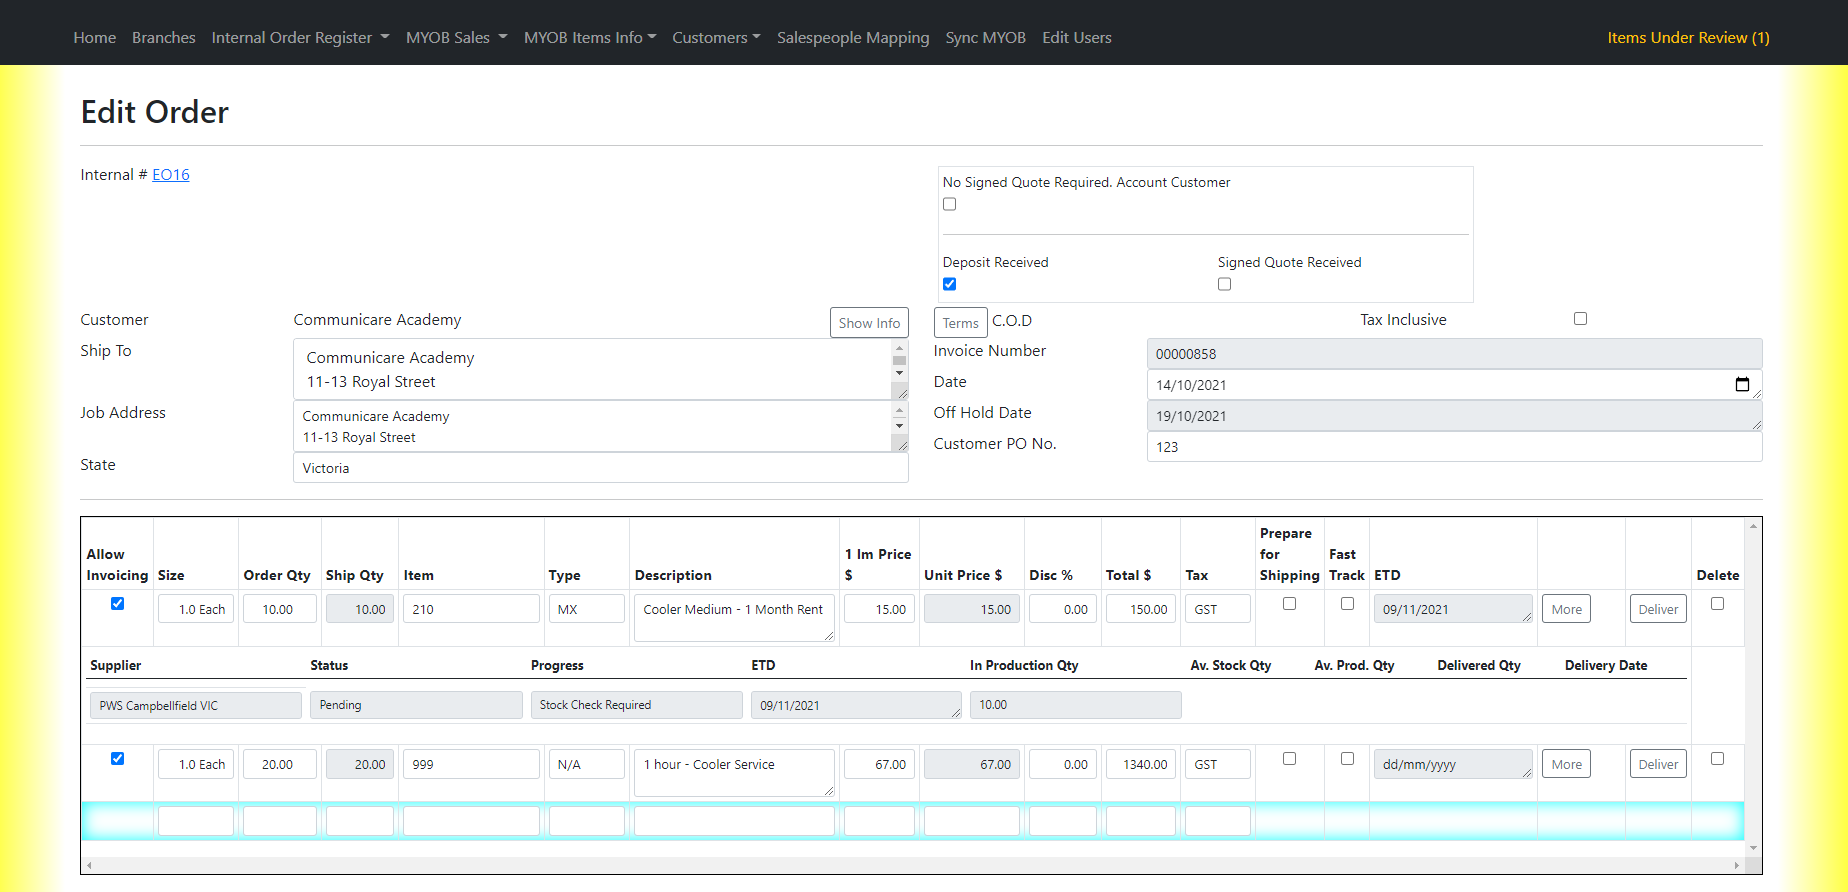 Home Branches Internal Order Register MYOB Sales MYOB Items Info Customers Salespeople Mapping Sync MYOB Edit Users Items Under Review (1)
Edit Order
Internal # EO16
No Signed Quote Required. Account Customer
Deposit Received Signed Quote Received
Customer Communicare Academy Show Info Terms C.O.D Tax Inclusive
Ship To Communicare Academy
11-13 Royal Street
Invoice Number 00000858
Date 14/10/2021
Job Address Communicare Academy
11-13 Royal Street
Off Hold Date 19/10/2021
Customer PO No. 123
State Victoria
Allow Invoicing Size Order Qty Ship Qty Item Type Description 1 lm Price $ Unit Price $ Disc % Total $ Tax Prepare for Shipping Fast Track ETD Delete
1.0 Each 10.00 10.00 210 MX Cooler Medium - 1 Month Rent 15.00 15.00 0.00 150.00 GST 09/11/2021 More Deliver
Supplier Status Progress ETD In Production Qty Av. Stock Qty Av. Prod. Qty Delivered Qty Delivery Date
PWS Campbellfield VIC Pending Stock Check Required 09/11/2021 10.00
1.0 Each 20.00 20.00 999 N/A 1 hour - Cooler Service 67.00 67.00 0.00 1340.00 GST dd/mm/yyyy More Deliver